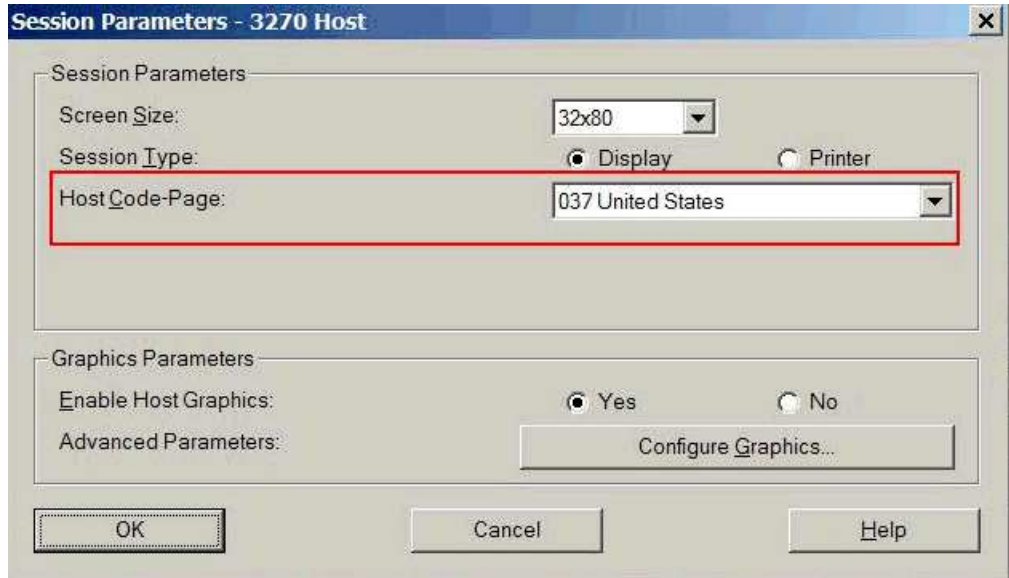 Session Parameters - 3270 Host
Session Parameters
Screen Size: 32x80
Session Type: Display Printer
Host Code-Page: 037 United States
Graphics Parameters
Enable Host Graphics: Yes No
Advanced Parameters: Configure Graphics...
OK Cancel Help